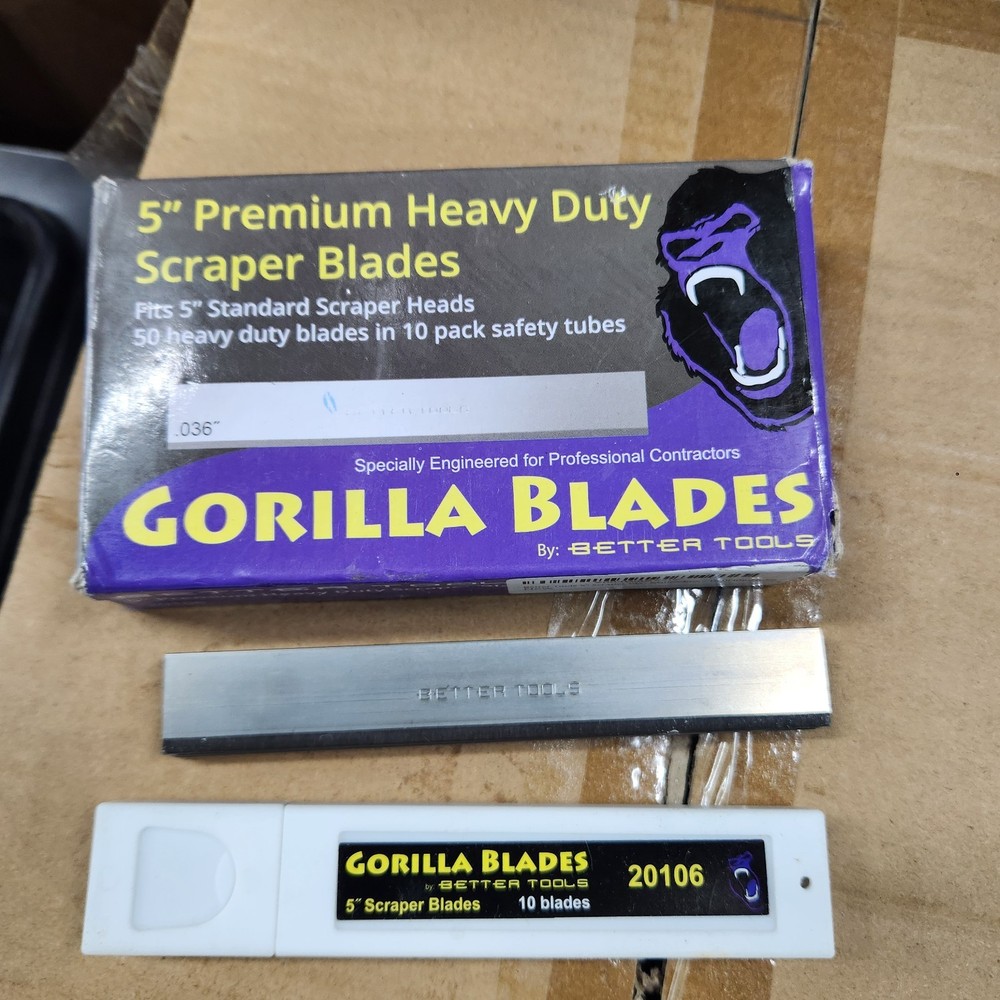 5” Premium Heavy Duty
Scraper Blades
Fits 5” Standard Scraper Heads
50 heavy duty blades in 10 pack safety tubes
BETTER TOOLS
.036”
Specially Engineered for Professional Contractors
GORILLA BLADES
By: BETTER TOOLS
BETTER TOOLS
GORILLA BLADES
by BETTER TOOLS
20106
5″ Scraper Blades 10 blades